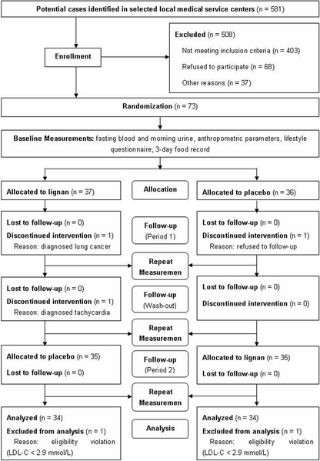 Potential cases identified in selected local medical service centers (n = 581)
Excluded (n = 508)
Not meeting inclusion criteria (n = 403)
Refused to participate (n = 68)
Other reasons (n = 37)
Enrollment
Randomization (n = 73)
Baseline Measurements: fasting blood and morning urine, anthropometric parameters, lifestyle
questionnaire, 3-day food record
Allocated to lignan (n = 37)
Allocation
Allocated to placebo (n = 36)
Lost to follow-up (n = 0)
Discontinued intervention (n = 1)
Reason: diagnosed lung cancer
Follow-up
(Period 1)
Lost to follow-up (n = 0)
Discontinued intervention (n = 1)
Reason: refused to follow-up
Repeat
Measuremen
Lost to follow-up (n = 0)
Discontinued intervention (n = 1)
Reason: diagnosed tachycardia
Follow-up
(Wash-out)
Lost to follow-up (n = 0)
Discontinued intervention (n = 0)
Repeat
Measuremen
Allocated to placebo (n = 35)
Lost to follow-up (n = 0)
Follow-up
(Period 2)
Allocated to lignan (n = 35)
Lost to follow-up (n = 0)
Repeat
Measuremen
Analyzed (n = 34)
Excluded from analysis (n = 1)
Reason: eligibility violation
(LDL-C < 2.9 mmol/L)
Analysis
Analyzed (n = 34)
Excluded from analysis (n = 1)
Reason: eligibility violation
(LDL-C < 2.9 mmol/L)